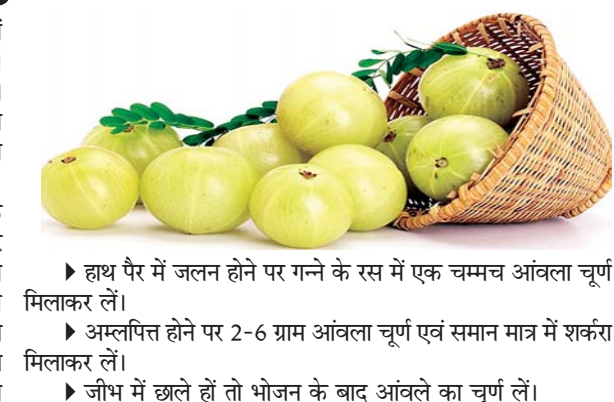 ▶ हाथ पैर में जलन होने पर गन्ने के रस में एक चम्मच आंवला चूर्ण
मिलाकर लें।
▶ अम्लपित्त होने पर 2-6 ग्राम आंवला चूर्ण एवं समान मात्र में शर्करा
मिलाकर लें।
▶ जीभ में छाले हों तो भोजन के बाद आंवले का चूर्ण लें।